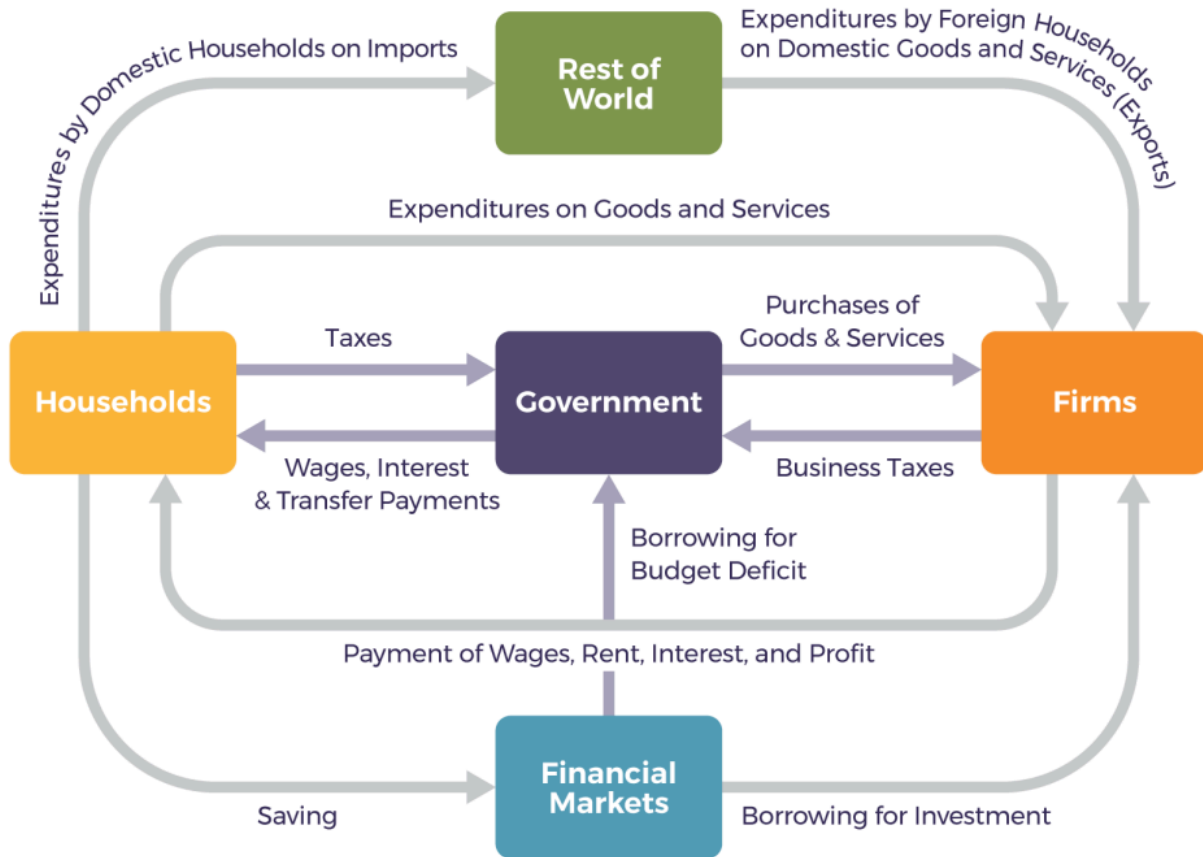 Expenditures by Domestic Households on Imports
Expenditures by Foreign Households
on Domestic Goods and Services (Exports)
Rest of
World
Expenditures on Goods and Services
Taxes
Purchases of
Goods & Services
Households
Government
Firms
Wages, Interest
& Transfer Payments
Business Taxes
Borrowing for
Budget Deficit
Payment of Wages, Rent, Interest, and Profit
Financial
Markets
Saving
Borrowing for Investment